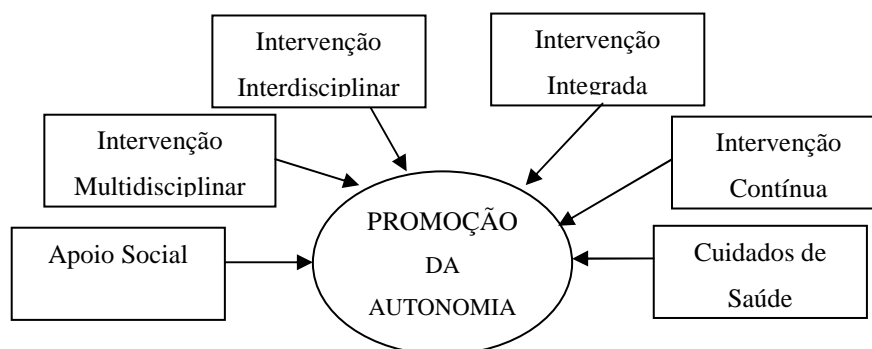 Intervenção
Interdisciplinar
Intervenção
Integrada
Intervenção
Multidisciplinar
Intervenção
Contínua
Apoio Social
PROMOÇÃO
DA
AUTONOMIA
Cuidados de
Saúde